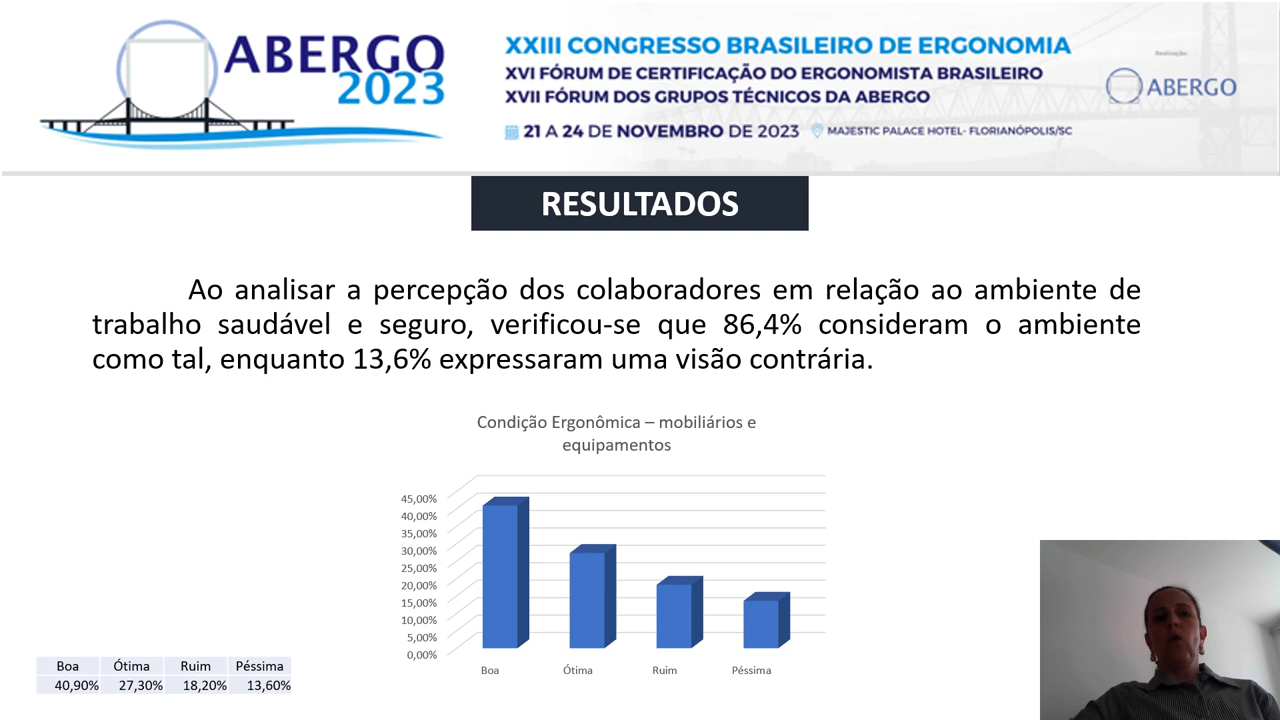 ABERGO
2023
XXIII CONGRESSO BRASILEIRO DE ERGONOMIA
XVI FÓRUM DE CERTIFICAÇÃO DO ERGONOMISTA BRASILEIRO
XVII FÓRUM DOS GRUPOS TÉCNICOS DA ABERGO
21 A 24 DE NOVEMBRO DE 2023 MAJESTIC PALACE HOTEL- FLORIANÓPOLIS/SC
Realização
ABERGO
RESULTADOS
Ao analisar a percepção dos colaboradores em relação ao ambiente de
trabalho saudável e seguro, verificou-se que 86,4% consideram o ambiente
como tal, enquanto 13,6% expressaram uma visão contrária.
Condição Ergonômica – mobiliários e
equipamentos
45,00%
40,00%
35,00%
30,00%
25,00%
20,00%
15,00%
10,00%
5,00%
0,00%
Boa Ótima Ruim Péssima
Boa Ótima Ruim Péssima
40,90% 27,30% 18,20% 13,60%